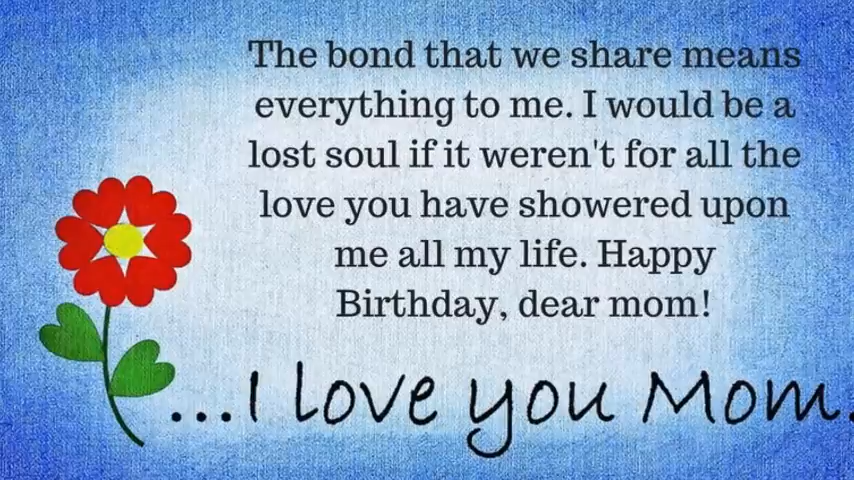 The bond that we share means
everything to me. I would be a
lost soul if it weren't for all the
love you have showered upon
me all my life. Happy
Birthday, dear mom!
...I love you Mom.